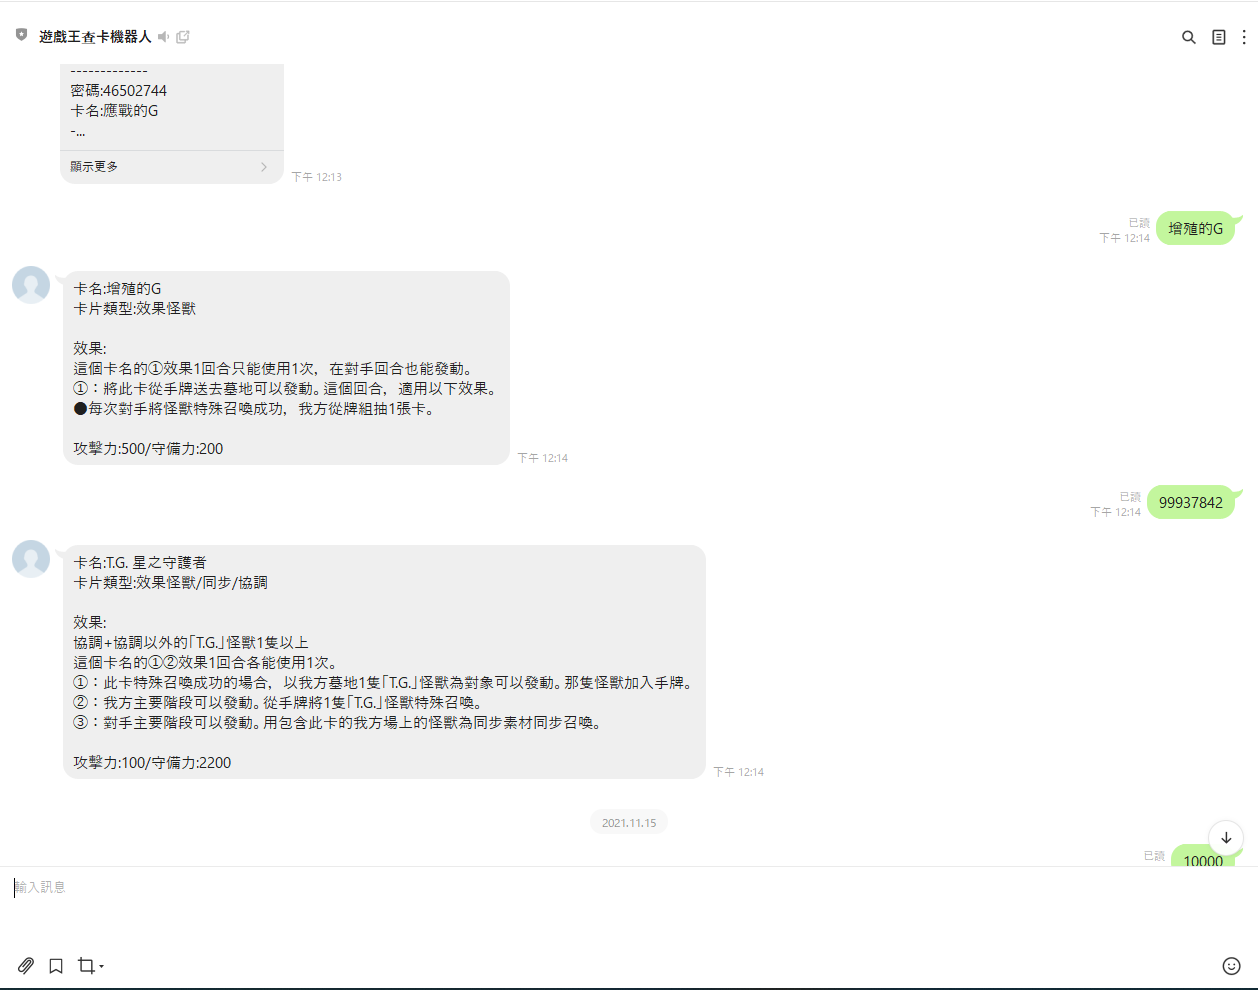 遊戲王查卡機器人
-------------
密碼:46502744
卡名:應戰的G
-...
顯示更多
下午 12:13
已讀
下午 12:14
增殖的G
卡名:增殖的G
卡片類型:效果怪獸
效果:
這個卡名的①效果1回合只能使用1次，在對手回合也能發動。
①：將此卡從手牌送去墓地可以發動。這個回合，適用以下效果。
●每次對手將怪獸特殊召喚成功，我方從牌組抽1張卡。
攻擊力:500/守備力:200
下午 12:14
已讀
下午 12:14
99937842
卡名:T.G. 星之守護者
卡片類型:效果怪獸/同步/協調
效果:
協調+協調以外的｢T.G.｣怪獸1隻以上
這個卡名的①②效果1回合各能使用1次。
①：此卡特殊召喚成功的場合，以我方墓地1隻｢T.G.｣怪獸為對象可以發動。那隻怪獸加入手牌。
②：我方主要階段可以發動。從手牌將1隻｢T.G.｣怪獸特殊召喚。
③：對手主要階段可以發動。用包含此卡的我方場上的怪獸為同步素材同步召喚。
攻擊力:100/守備力:2200
下午 12:14
2021.11.15
已讀
10000
輸入訊息